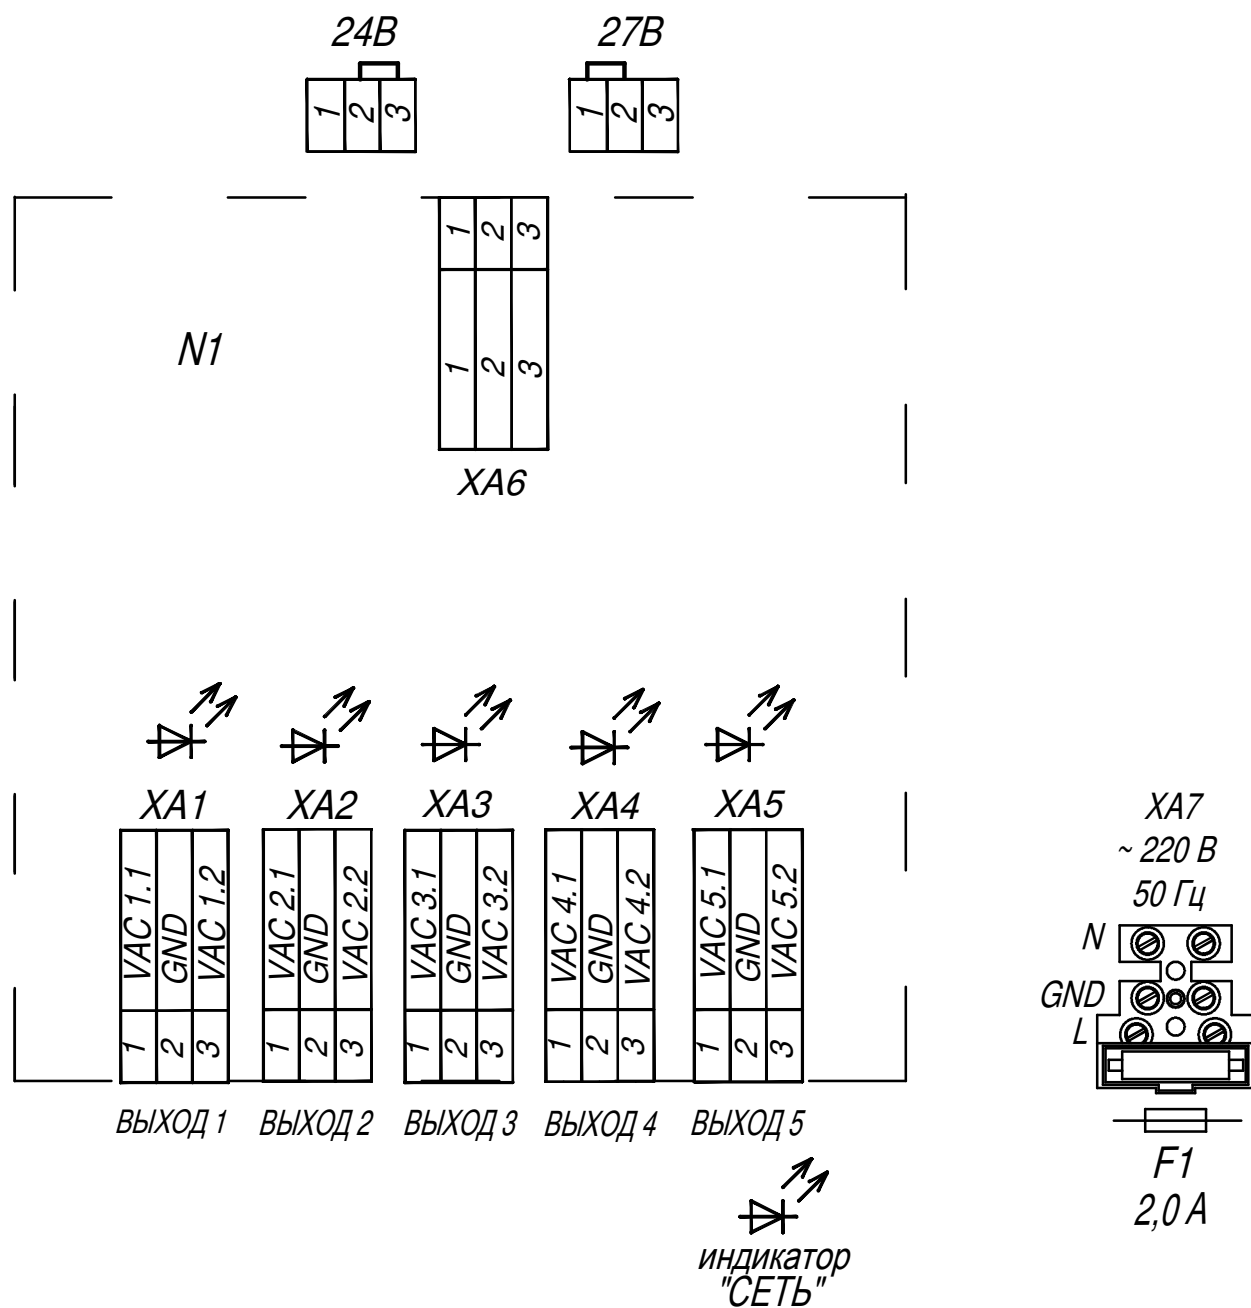 24В 27В
1 2 3 1 2 3
1 2 3
N1
1 2 3
XA6
XA1 XA2 XA3 XA4 XA5
VAC 1.1 GND VAC 1.2 VAC 2.1 GND VAC 2.2 VAC 3.1 GND VAC 3.2 VAC 4.1 GND VAC 4.2 VAC 5.1 GND VAC 5.2
1 2 3 1 2 3 1 2 3 1 2 3 1 2 3
ВЫХОД 1 ВЫХОД 2 ВЫХОД 3 ВЫХОД 4 ВЫХОД 5
индикатор
"СЕТЬ"
XA7
~ 220 В
50 Гц
N
GND
L
F1
2,0 А